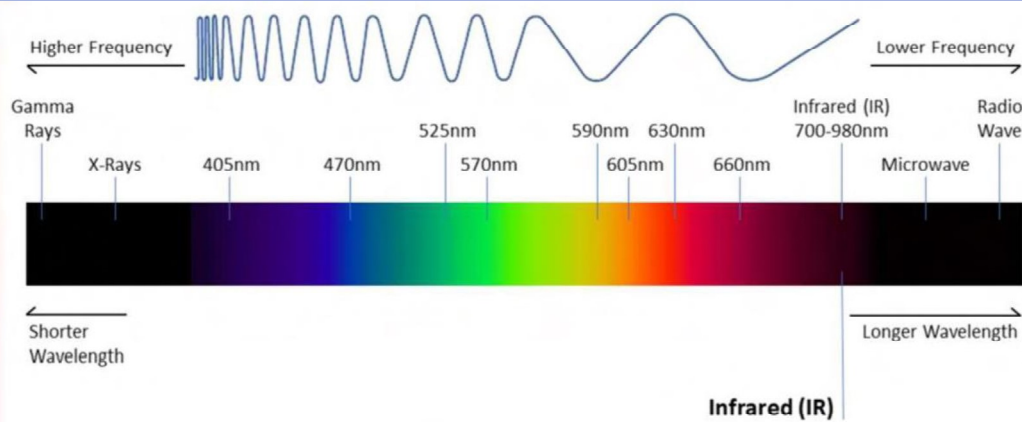 Higher Frequency
Lower Frequency
Gamma
Rays
Infrared (IR)
700-980nm
Radio
Wave
525nm
590nm
630nm
X-Rays
405nm
470nm
570nm
605nm
660nm
Microwave
Shorter
Wavelength
Longer Wavelength
Infrared (IR)